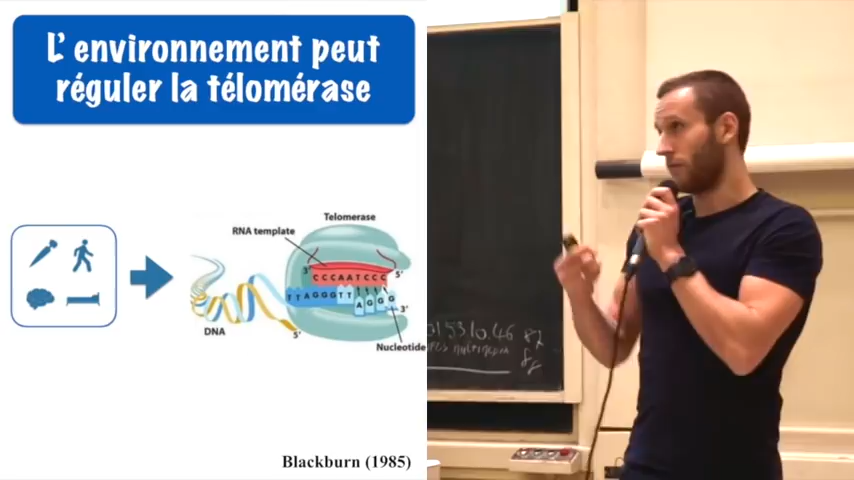 L' environnement peut
réguler la télomérase
Telomerase
RNA template
3'
5'
CCCAATCCC
TTAGGGTT
AGGG
3'
DNA
5'
Nucleotide
Blackburn (1985)